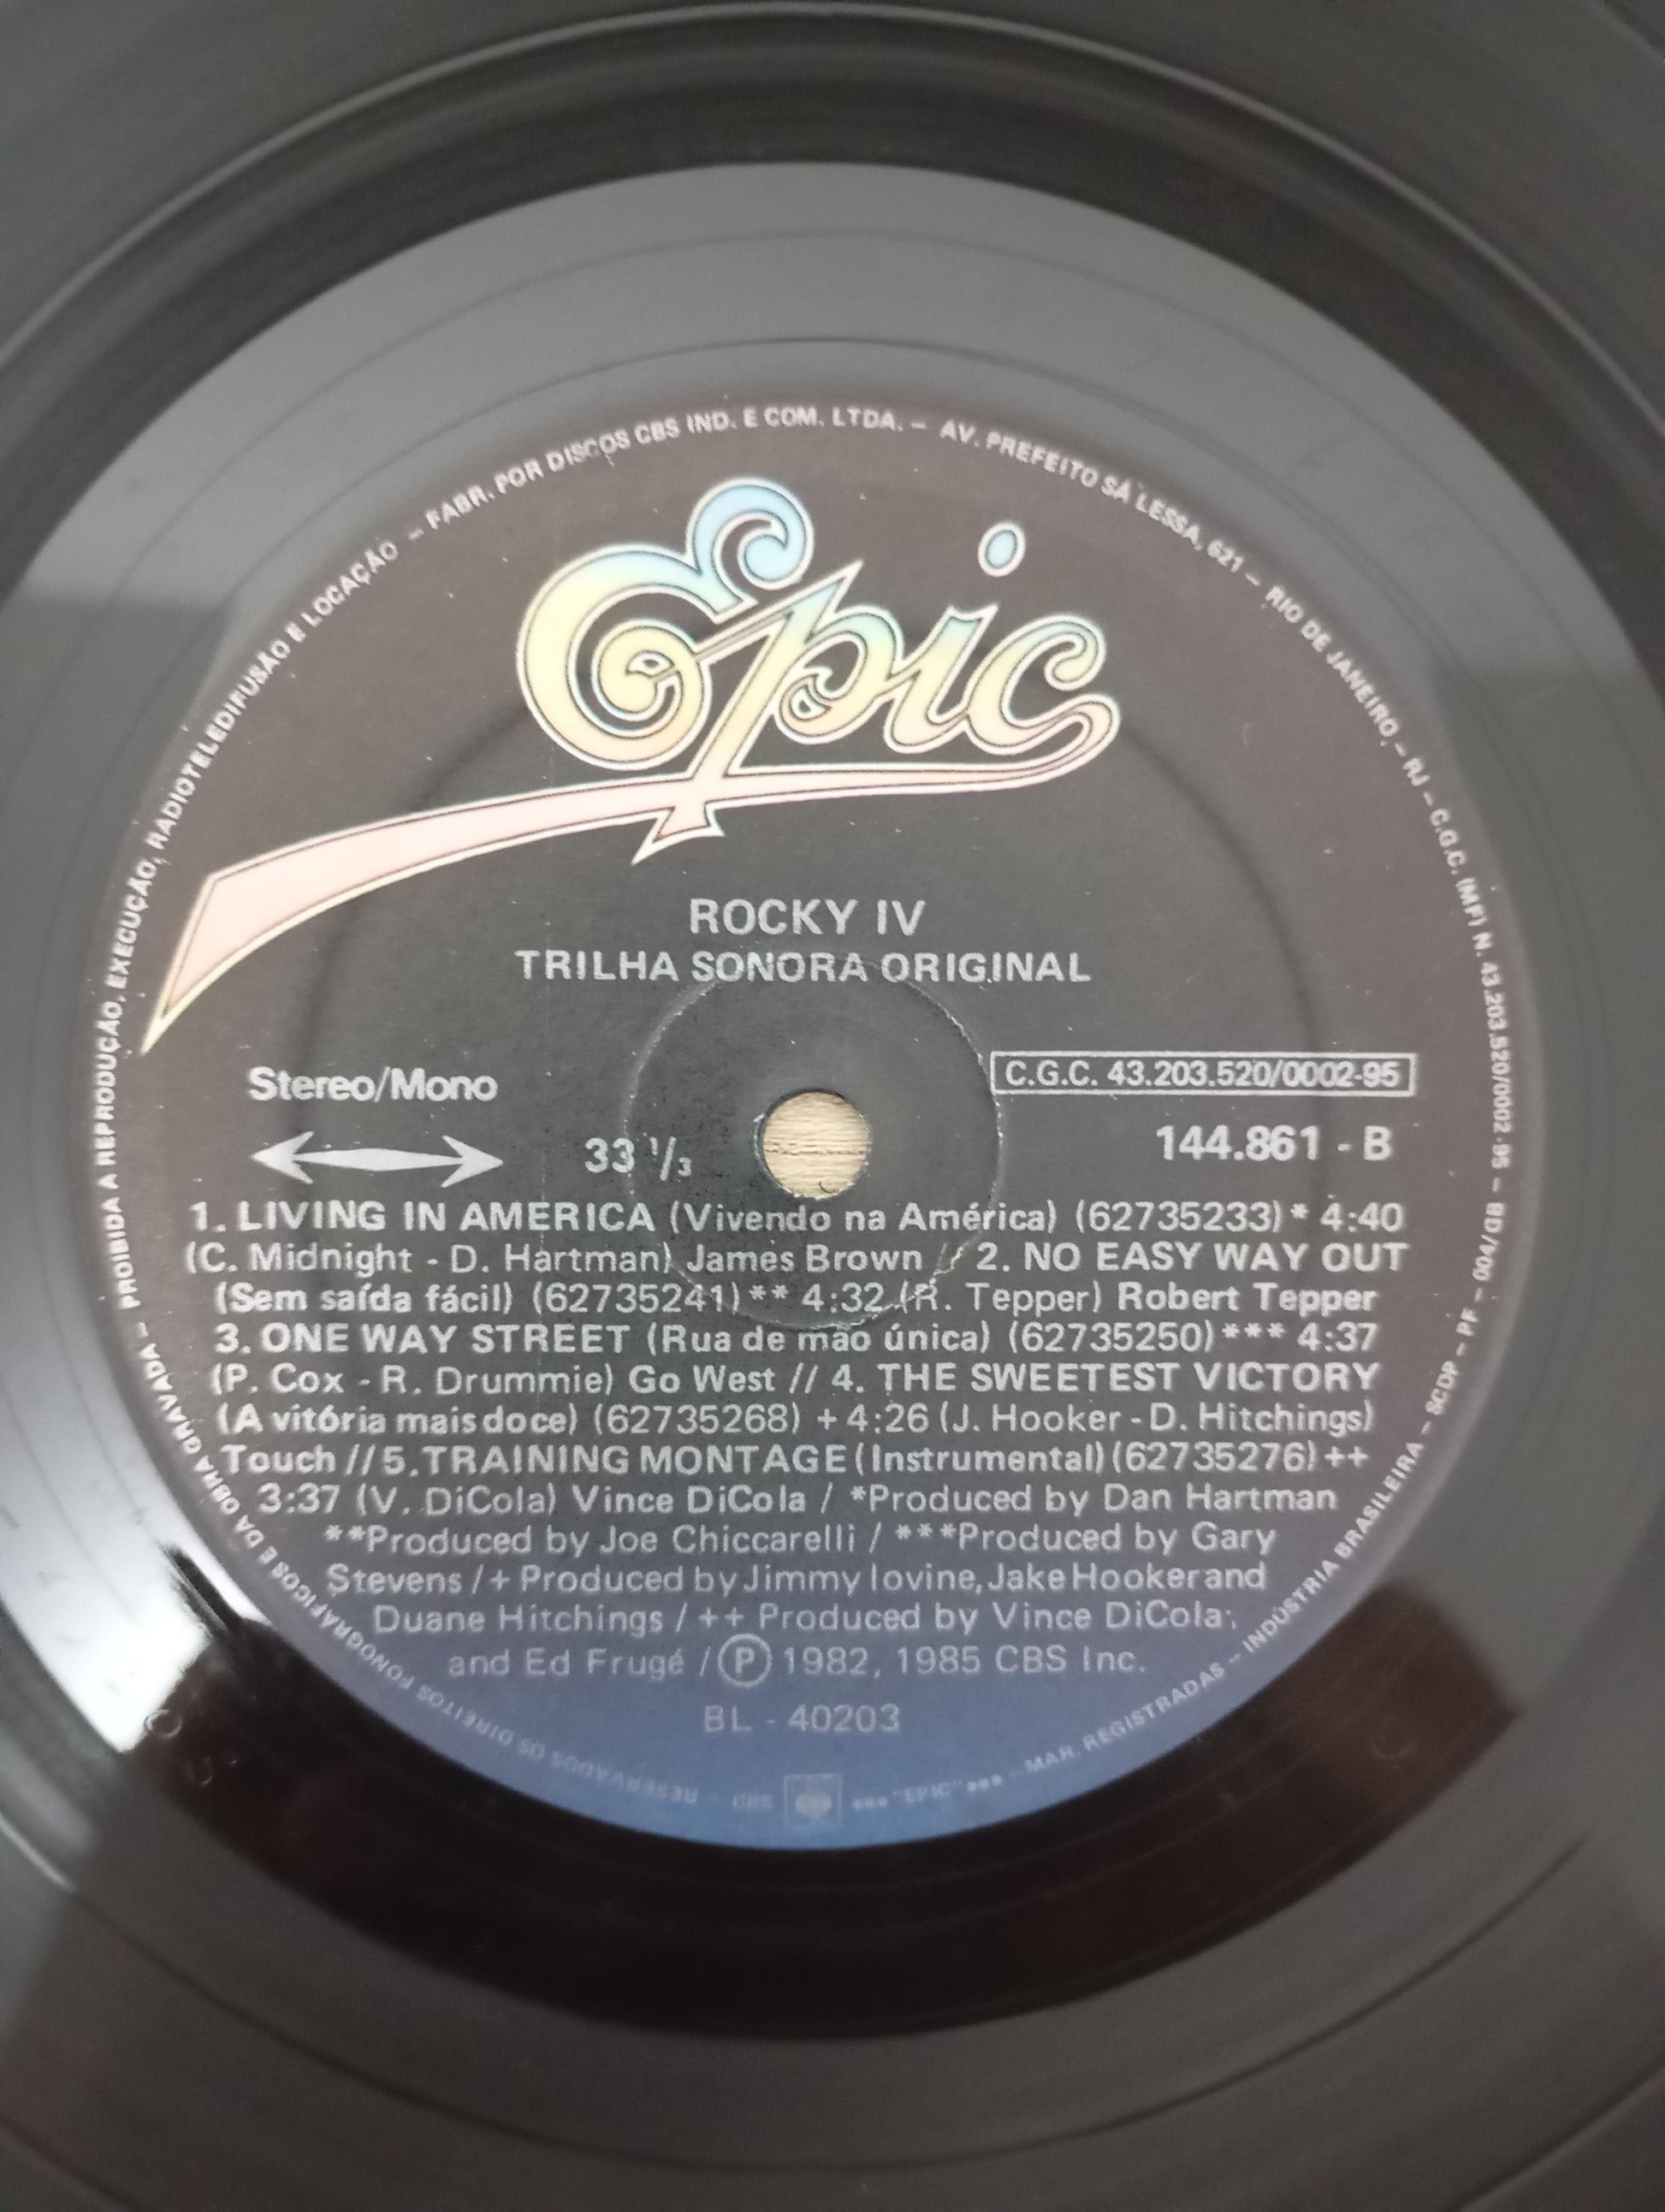 FABR. POR DISCOS CBS IND. E COM. LTDA. – AV. PREFEITO SÁ LESSA, 621 – RIO DE JANEIRO – RJ – C.G.C. (MF) N. 43.203.520/0002-95 – BD/4/00 – SCDP – PF – INDÚSTRIA BRASILEIRA
MAR. REGISTRADAS – "EPIC" CBS – RESERVADOS OS DIREITOS FONOGRÁFICOS E DA OBRA GRAVADA – PROIBIDA A REPRODUÇÃO, EXECUÇÃO, RADIOTELEDIFUSÃO E LOCAÇÃO –
Epic
ROCKY IV
TRILHA SONORA ORIGINAL
Stereo/Mono
C.G.C. 43.203.520/0002-95
33 1/3
144.861 - B
1. LIVING IN AMERICA (Vivendo na América) (62735233)* 4:40
(C. Midnight - D. Hartman) James Brown / 2. NO EASY WAY OUT
(Sem saída fácil) (62735241)** 4:32 (R. Tepper) Robert Tepper
3. ONE WAY STREET (Rua de mão única) (62735250)*** 4:37
(P. Cox - R. Drummie) Go West // 4. THE SWEETEST VICTORY
(A vitória mais doce) (62735268) + 4:26 (J. Hooker - D. Hitchings)
Touch // 5. TRAINING MONTAGE (Instrumental) (62735276) ++
3:37 (V. DiCola) Vince DiCola / *Produced by Dan Hartman
**Produced by Joe Chiccarelli / ***Produced by Gary
Stevens / + Produced by Jimmy Iovine, Jake Hooker and
Duane Hitchings / ++ Produced by Vince DiCola
and Ed Frugé / Ⓟ 1982, 1985 CBS Inc.
BL - 40203